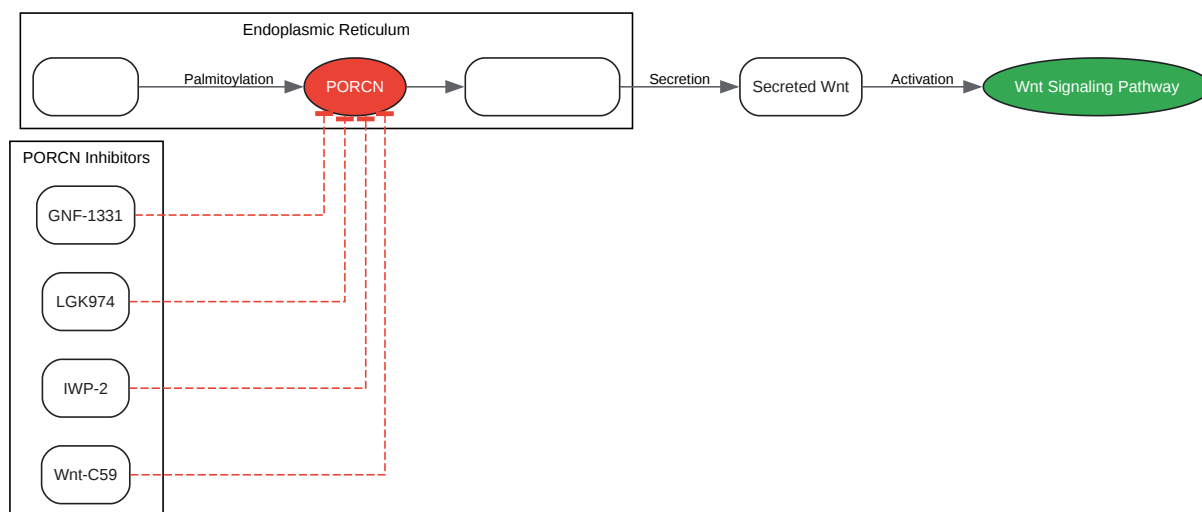 Endoplasmic Reticulum
Palmitoylation
PORCN
Secretion
Secreted Wnt
Activation
Wnt Signaling Pathway
PORCN Inhibitors
GNF-1331
LGK974
IWP-2
Wnt-C59